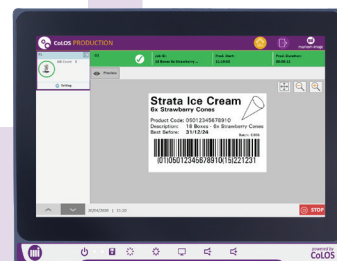 CoLOS PRODUCTION
Job ID:
Prod. Start:
Prod. Duration:
Preview
Setting
Strata Ice Cream
6x Strawberry Cones
Product Code: 05012345678910
Description: 18 Boxes - 6x Strawberry Cones
Best Before: 31/12/24
(01)05012345678910(15)221231
STOP
powered by
CoLOS